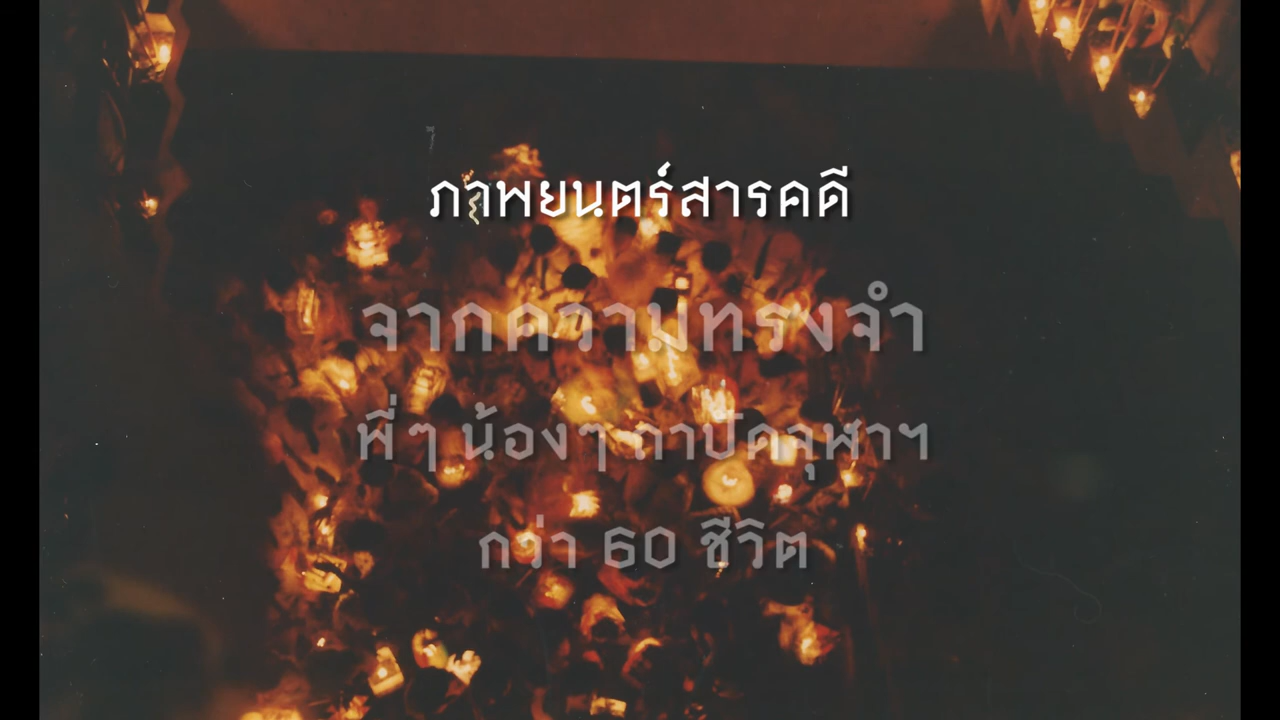 ภาพยนตร์สารคดี
จากความทรงจำ
พี่ๆ น้องๆ ถาปัดจุฬาฯ
กว่า 60 ชีวิต